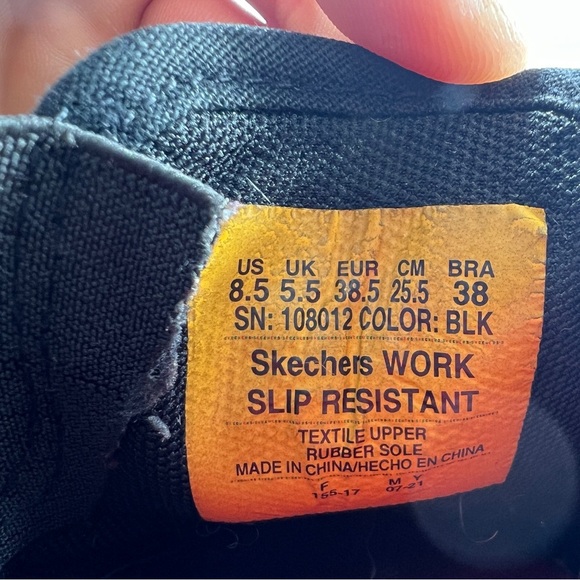 US UK EUR CM BRA
8.5 5.5 38.5 25.5 38
SN: 108012 COLOR: BLK
Skechers WORK
SLIP RESISTANT
TEXTILE UPPER
RUBBER SOLE
MADE IN CHINA/HECHO EN CHINA
F M Y
155-17 07-21